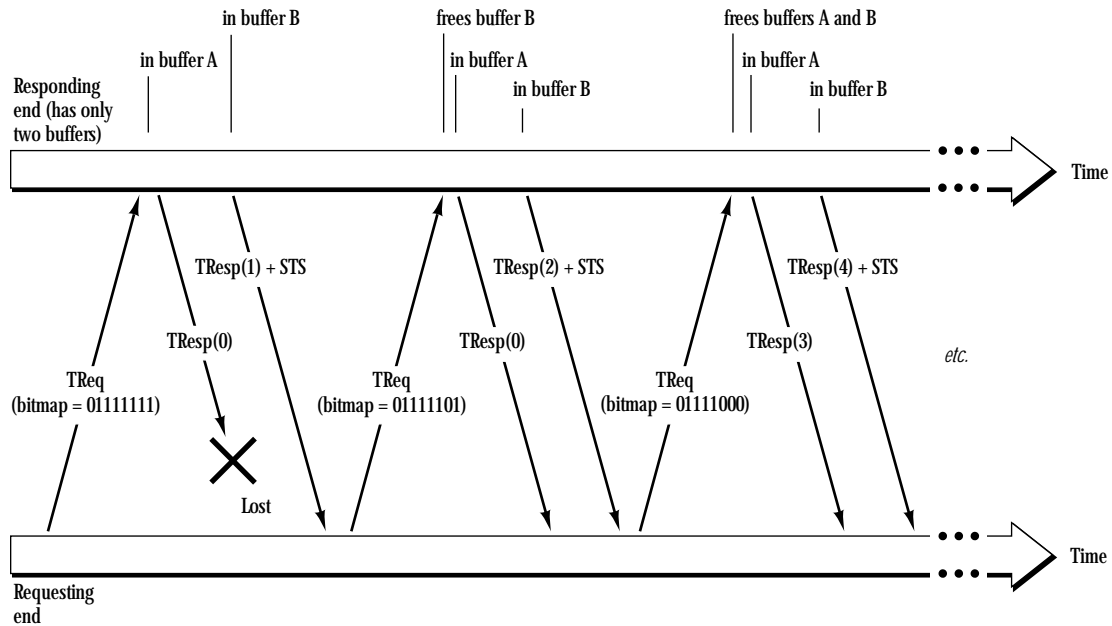 in buffer B
frees buffer B
frees buffers A and B
in buffer A
in buffer A
in buffer A
Responding
end (has only
two buffers)
in buffer B
in buffer B
Time
TResp(1) + STS
TResp(2) + STS
TResp(4) + STS
TResp(0)
TResp(0)
TResp(3)
etc.
TReq
(bitmap = 01111111)
TReq
(bitmap = 01111101)
TReq
(bitmap = 01111000)
Lost
Time
Requesting
end